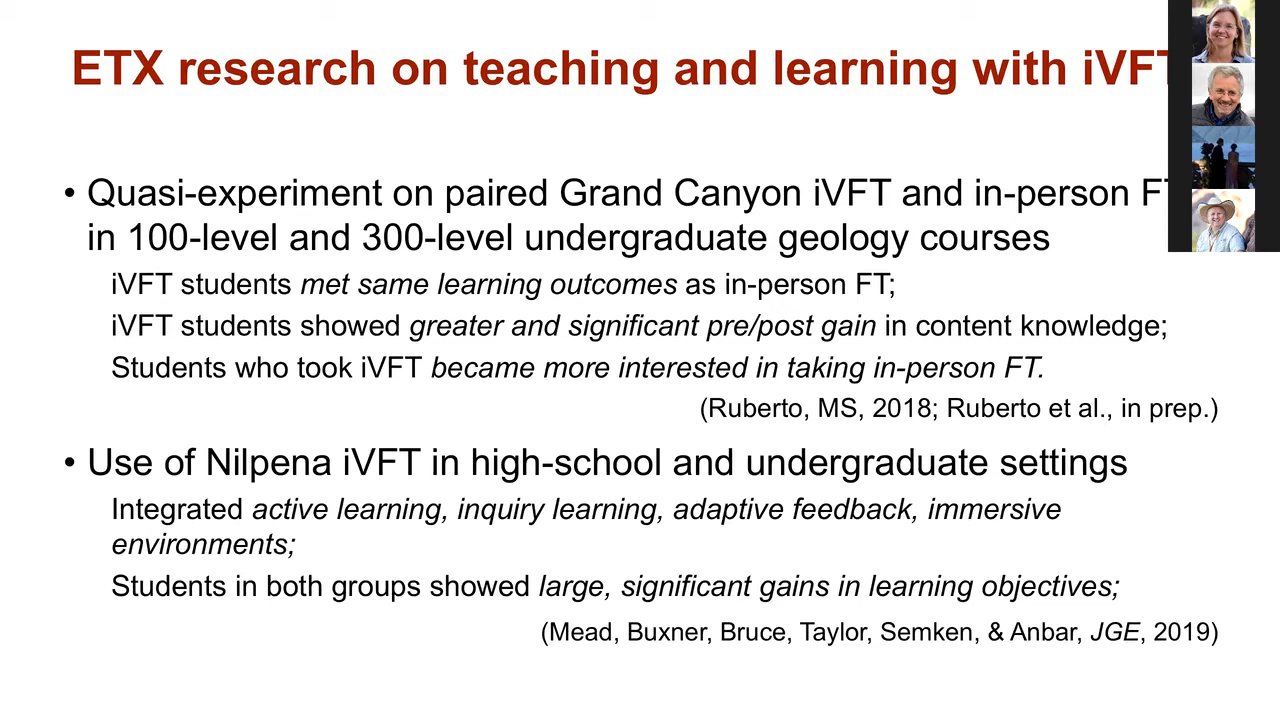 ETX research on teaching and learning with iVFT
• Quasi-experiment on paired Grand Canyon iVFT and in-person FT
in 100-level and 300-level undergraduate geology courses
iVFT students met same learning outcomes as in-person FT;
iVFT students showed greater and significant pre/post gain in content knowledge;
Students who took iVFT became more interested in taking in-person FT.
(Ruberto, MS, 2018; Ruberto et al., in prep.)
• Use of Nilpena iVFT in high-school and undergraduate settings
Integrated active learning, inquiry learning, adaptive feedback, immersive
environments;
Students in both groups showed large, significant gains in learning objectives;
(Mead, Buxner, Bruce, Taylor, Semken, & Anbar, JGE, 2019)